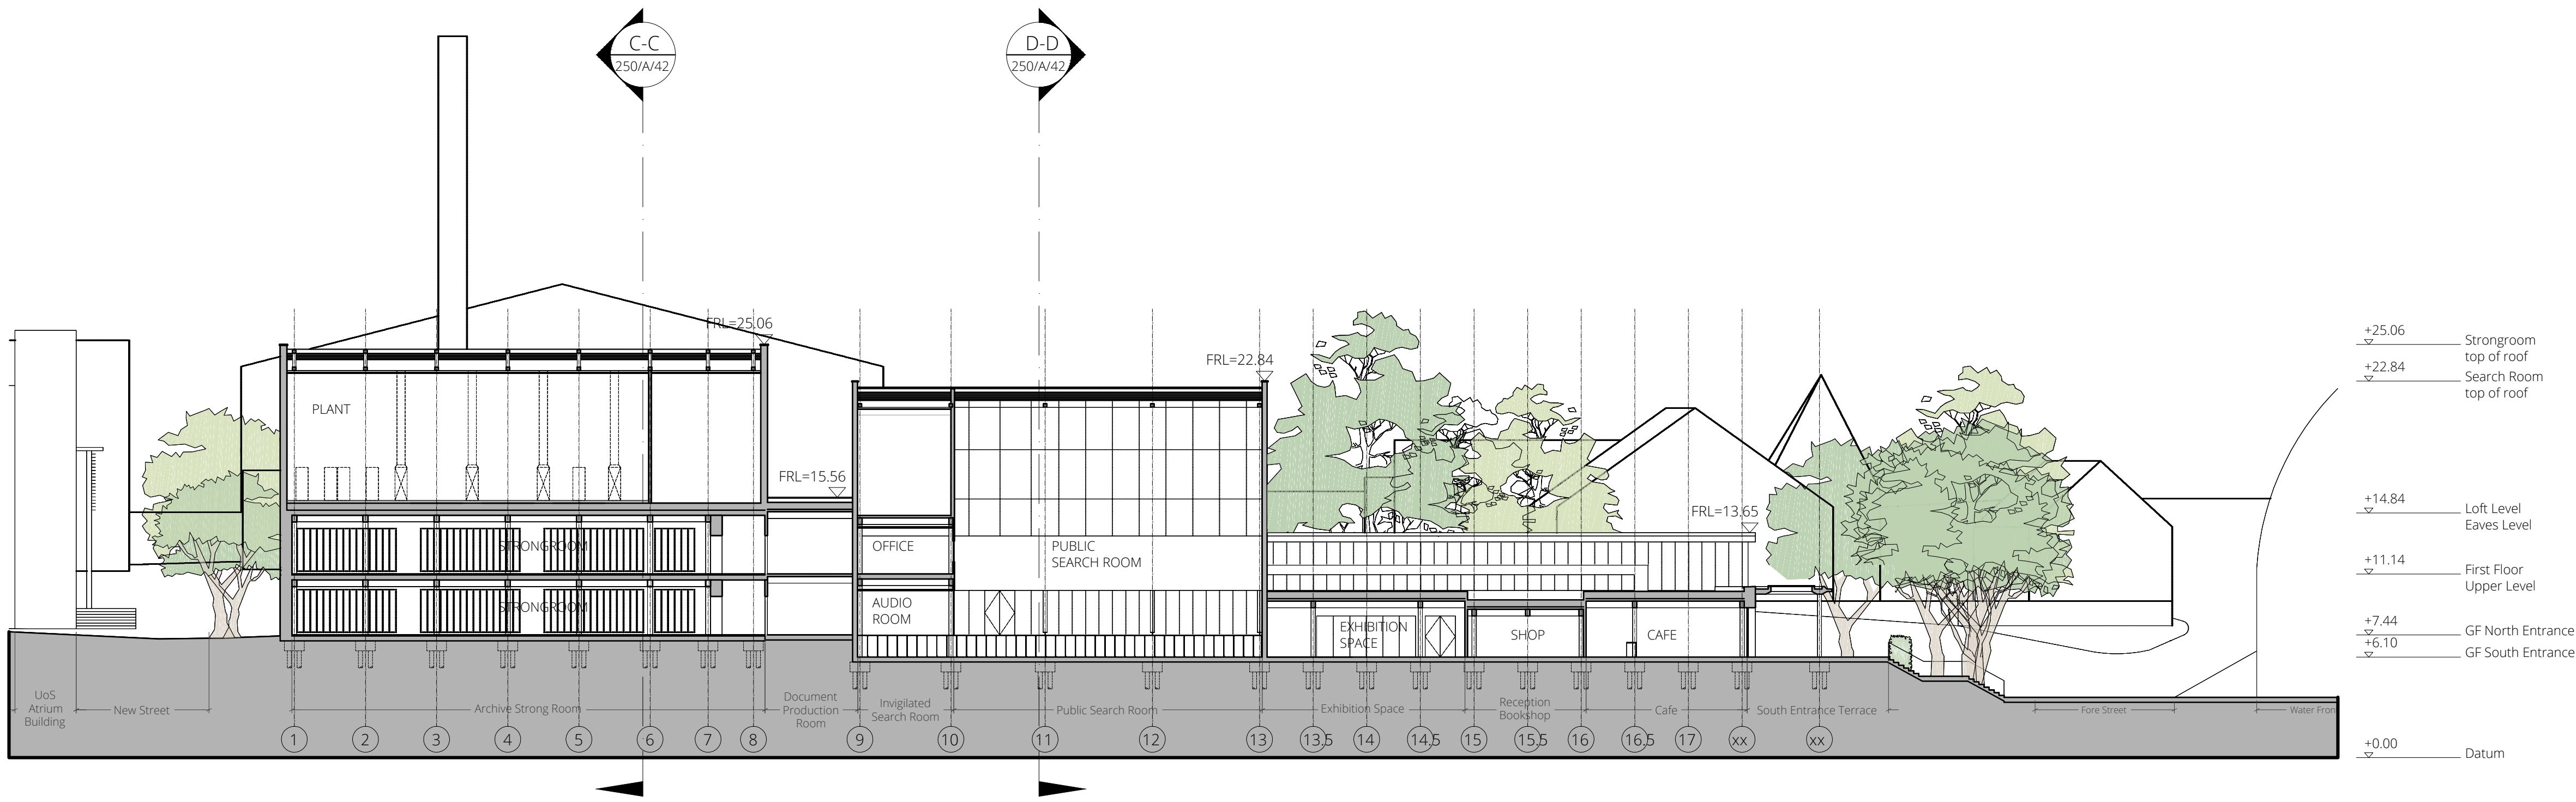 C-C
250/A/42
D-D
250/A/42
FRL=25.06
FRL=22.84
FRL=15.56
FRL=13.65
PLANT
STRONGROOM
STRONGROOM
OFFICE
AUDIO
ROOM
PUBLIC
SEARCH ROOM
EXHIBITION
SPACE
SHOP
CAFE
+25.06
Strongroom
top of roof
+22.84
Search Room
top of roof
+14.84
Loft Level
Eaves Level
+11.14
First Floor
Upper Level
+7.44
GF North Entrance
+6.10
GF South Entrance
+0.00
Datum
UoS
Atrium
Building
New Street
Archive Strong Room
Document
Production
Room
Invigilated
Search Room
Public Search Room
Exhibition Space
Reception
Bookshop
Cafe
South Entrance Terrace
Fore Street
Water Fron
1 2 3 4 5 6 7 8 9 10 11 12 13 13.5 14 14.5 15 15.5 16 16.5 17 xx xx